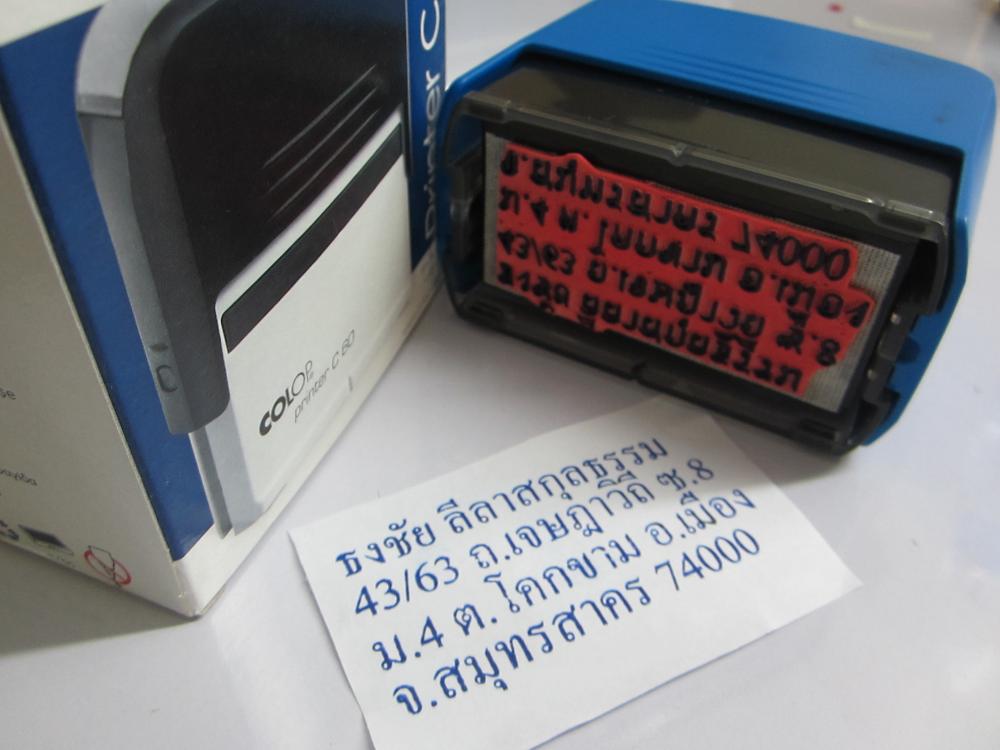 Printer C
COLOP
printer C 60
ธงชัย ลีลาสกุลธรรม
43/63 ถ.เจษฎาวิถี ซ.8
ม.4 ต.โคกขาม อ.เมือง
จ.สมุทรสาคร 74000